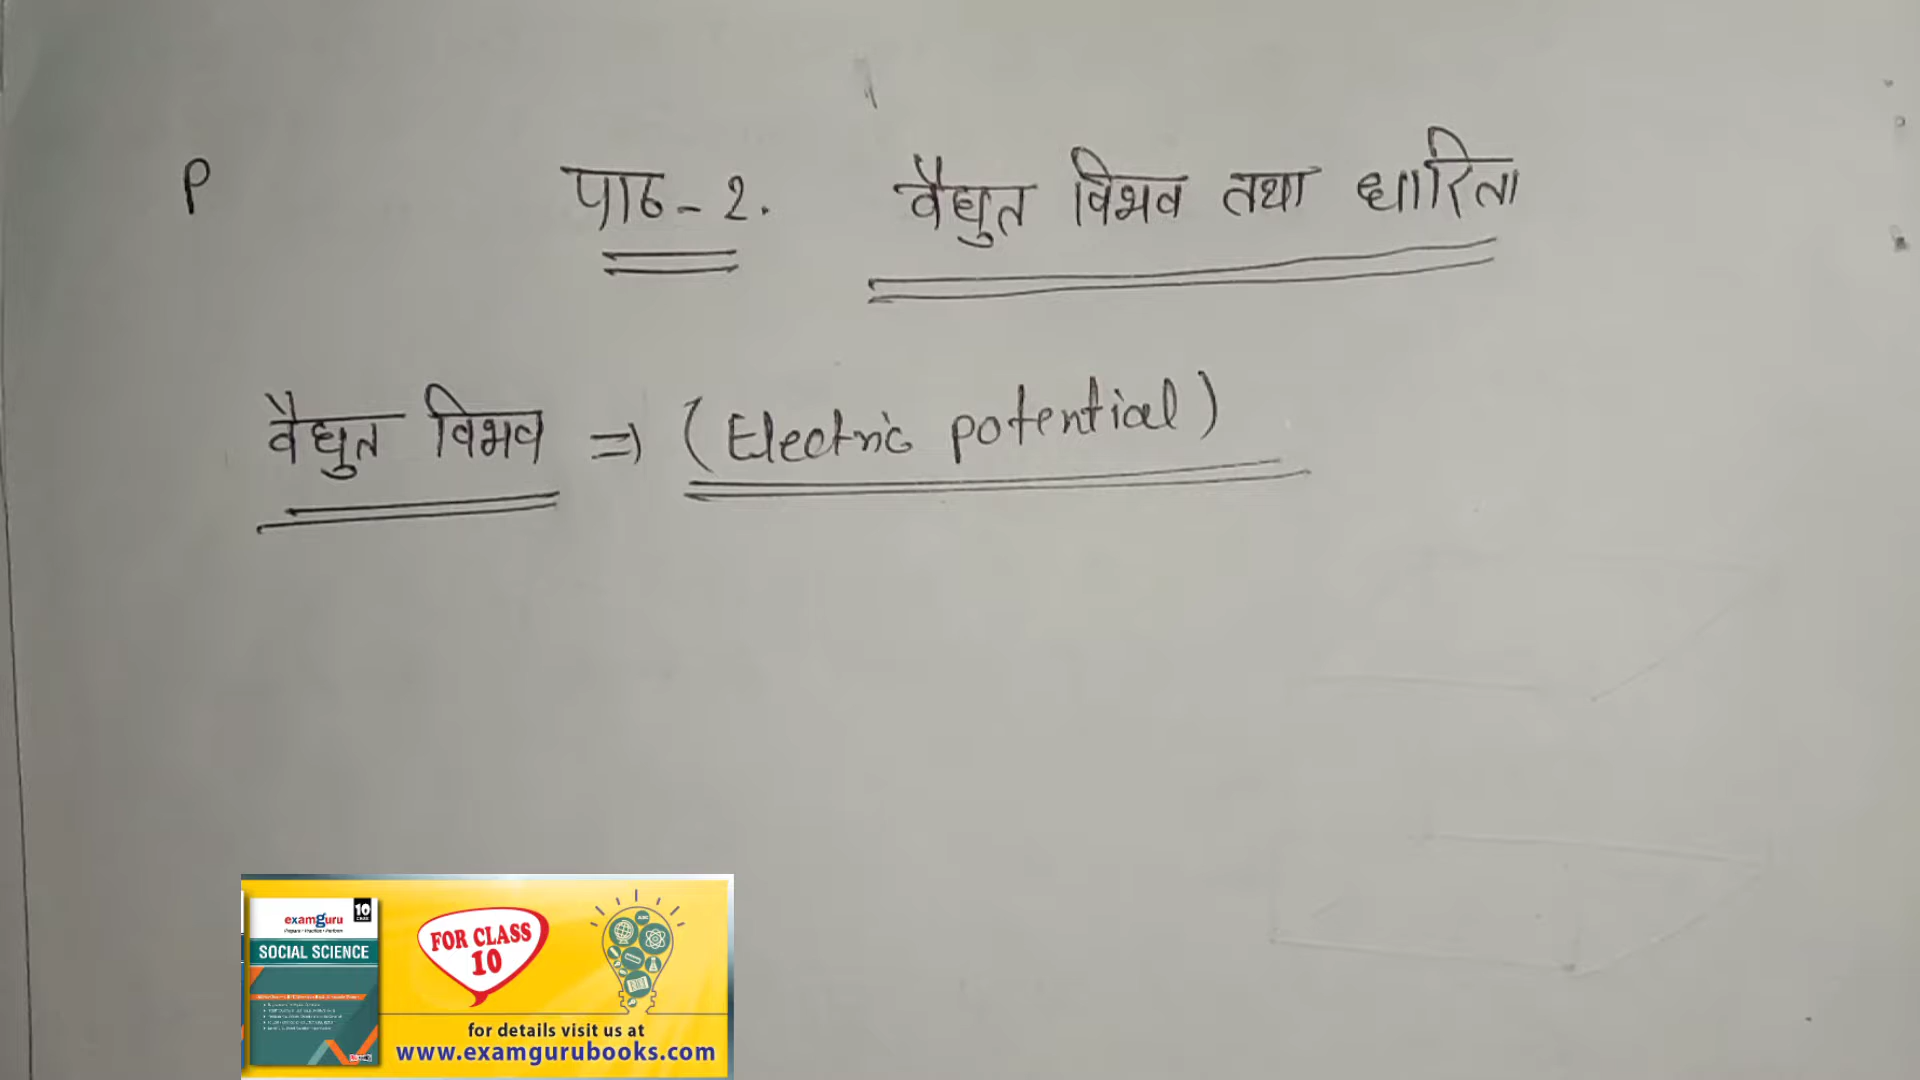 P पाठ-2. वैधुत विभव तथा धारिता
वैधुत विभव ⇒ (Electric potential)
examguru
10
SOCIAL SCIENCE
FOR CLASS
10
for details visit us at
www.examgurubooks.com